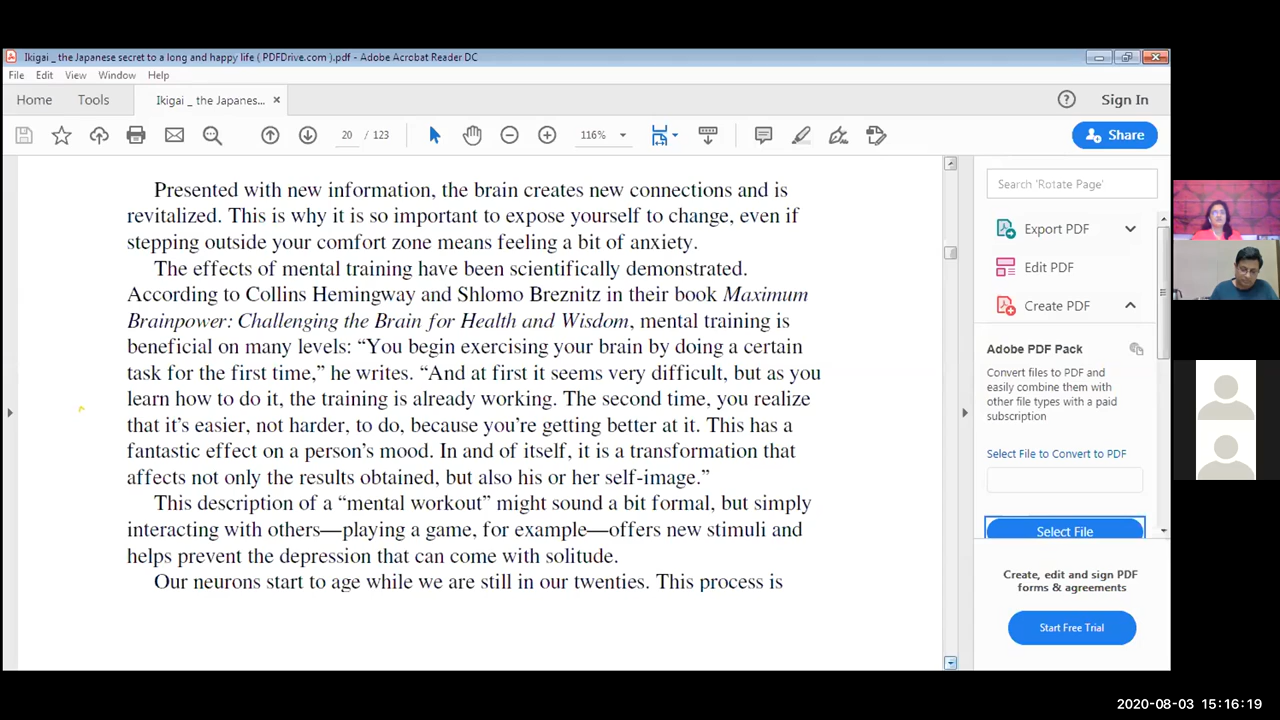 Ikigai _ the Japanese secret to a long and happy life ( PDFDrive.com ).pdf - Adobe Acrobat Reader DC
File Edit View Window Help
Home Tools Ikigai _ the Japanes... × Sign In
20 / 123 116% Share
Presented with new information, the brain creates new connections and is
revitalized. This is why it is so important to expose yourself to change, even if
stepping outside your comfort zone means feeling a bit of anxiety.
The effects of mental training have been scientifically demonstrated.
According to Collins Hemingway and Shlomo Breznitz in their book Maximum
Brainpower: Challenging the Brain for Health and Wisdom, mental training is
beneficial on many levels: “You begin exercising your brain by doing a certain
task for the first time,” he writes. “And at first it seems very difficult, but as you
learn how to do it, the training is already working. The second time, you realize
that it’s easier, not harder, to do, because you’re getting better at it. This has a
fantastic effect on a person’s mood. In and of itself, it is a transformation that
affects not only the results obtained, but also his or her self-image.”
This description of a “mental workout” might sound a bit formal, but simply
interacting with others—playing a game, for example—offers new stimuli and
helps prevent the depression that can come with solitude.
Our neurons start to age while we are still in our twenties. This process is
Search 'Rotate Page'
Export PDF
Edit PDF
Create PDF
Adobe PDF Pack
Convert files to PDF and
easily combine them with
other file types with a paid
subscription
Select File to Convert to PDF
Select File
Create, edit and sign PDF
forms & agreements
Start Free Trial
2020-08-03 15:16:19